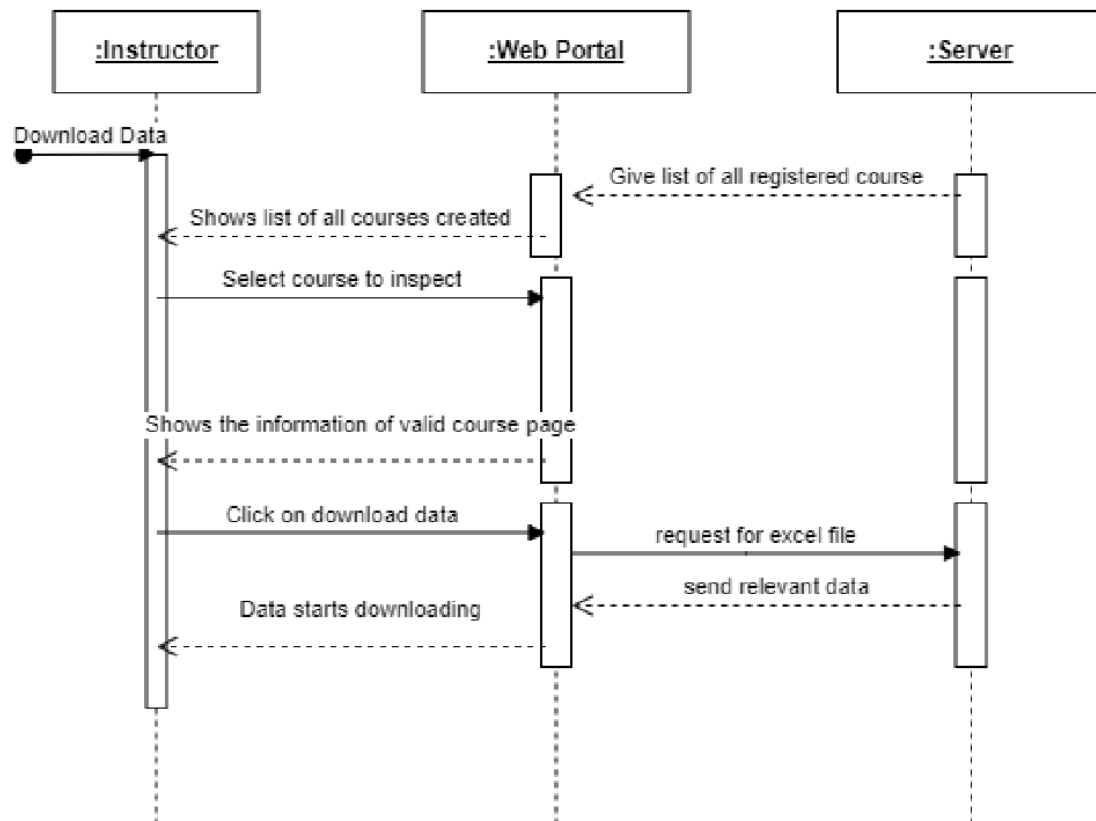 :Instructor
:Web Portal
:Server
Download Data
Give list of all registered course
Shows list of all courses created
Select course to inspect
Shows the information of valid course page
Click on download data
request for excel file
send relevant data
Data starts downloading